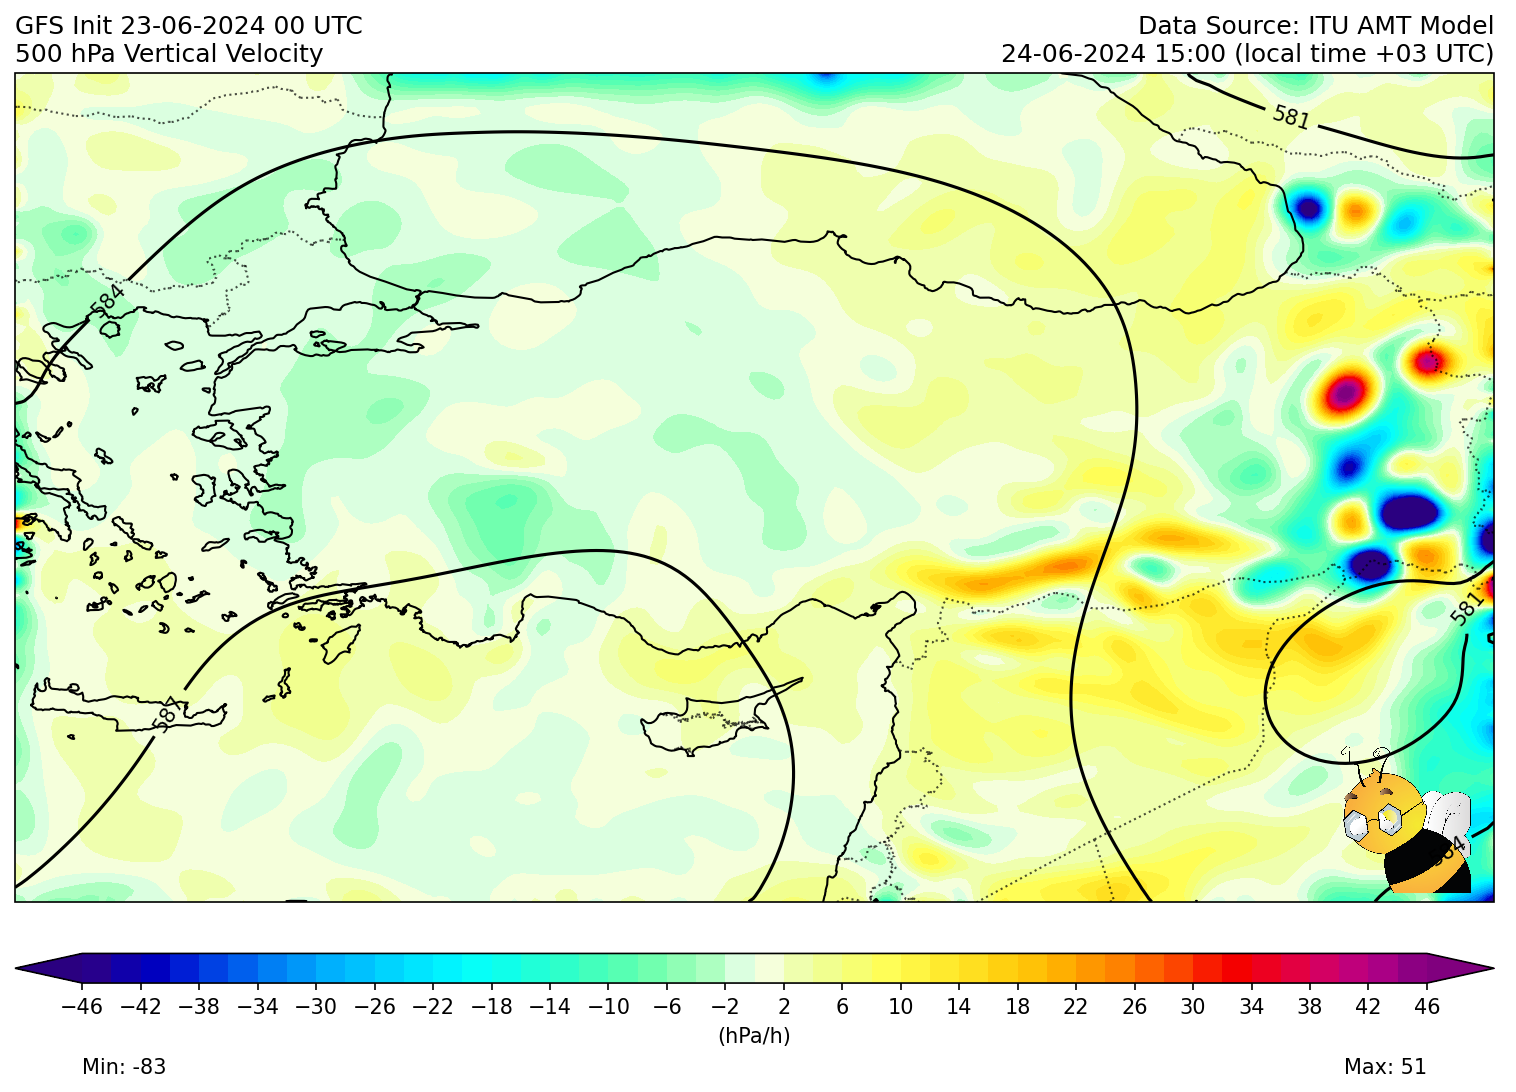 GFS Init 23-06-2024 00 UTC
500 hPa Vertical Velocity
Data Source: ITU AMT Model
24-06-2024 15:00 (local time +03 UTC)
581
584
581
−46 −42 −38 −34 −30 −26 −22 −18 −14 −10 −6 −2 2 6 10 14 18 22 26 30 34 38 42 46
(hPa/h)
Min: -83
Max: 51